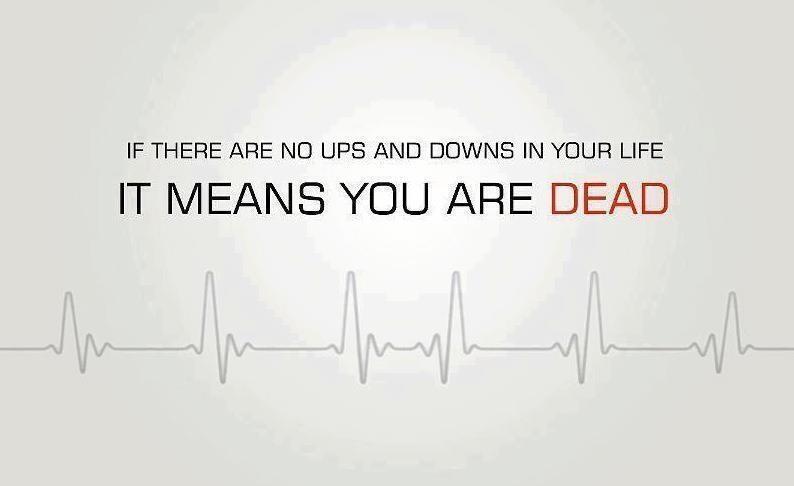 IF THERE ARE NO UPS AND DOWNS IN YOUR LIFE
IT MEANS YOU ARE DEAD